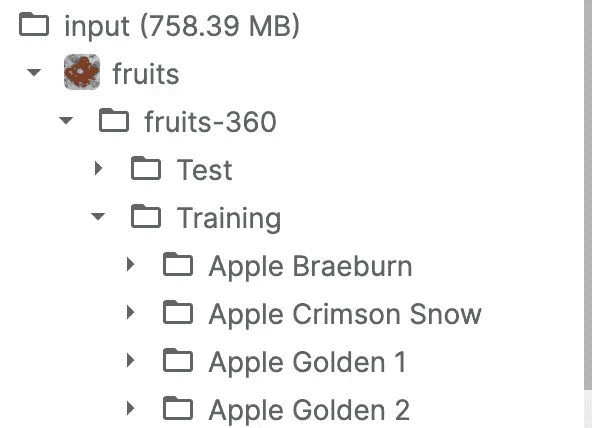 input (758.39 MB)
fruits
fruits-360
Test
Training
Apple Braeburn
Apple Crimson Snow
Apple Golden 1
Apple Golden 2